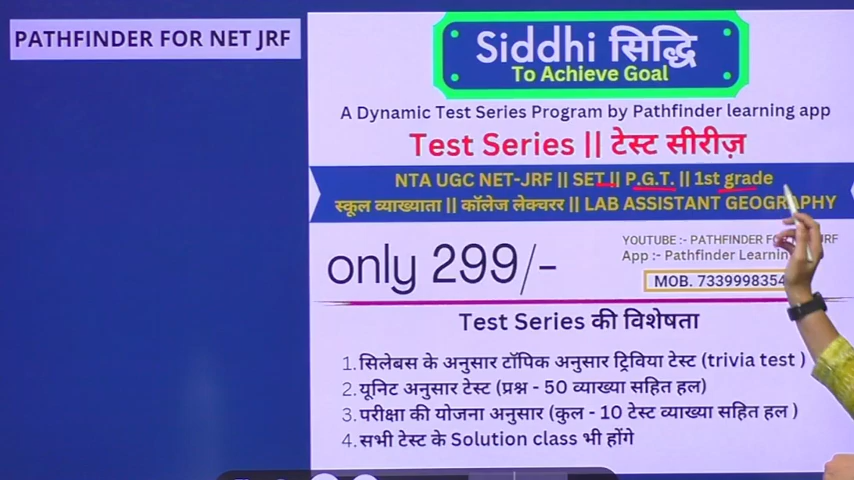 PATHFINDER FOR NET JRF
Siddhi सिद्धि
To Achieve Goal
A Dynamic Test Series Program by Pathfinder learning app
Test Series || टेस्ट सीरीज़
NTA UGC NET-JRF || SET || P.G.T. || 1st grade
स्कूल व्याख्याता || कॉलेज लेक्चरर || LAB ASSISTANT GEOGRAPHY
only 299/-
YOUTUBE :- PATHFINDER JRF
App :- Pathfinder Learnin
MOB. 7339998354
Test Series की विशेषता
1. सिलेबस के अनुसार टॉपिक अनुसार ट्रिविया टेस्ट (trivia test )
2. यूनिट अनुसार टेस्ट (प्रश्न - 50 व्याख्या सहित हल)
3. परीक्षा की योजना अनुसार (कुल - 10 टेस्ट व्याख्या सहित हल )
4. सभी टेस्ट के Solution class भी होंगे